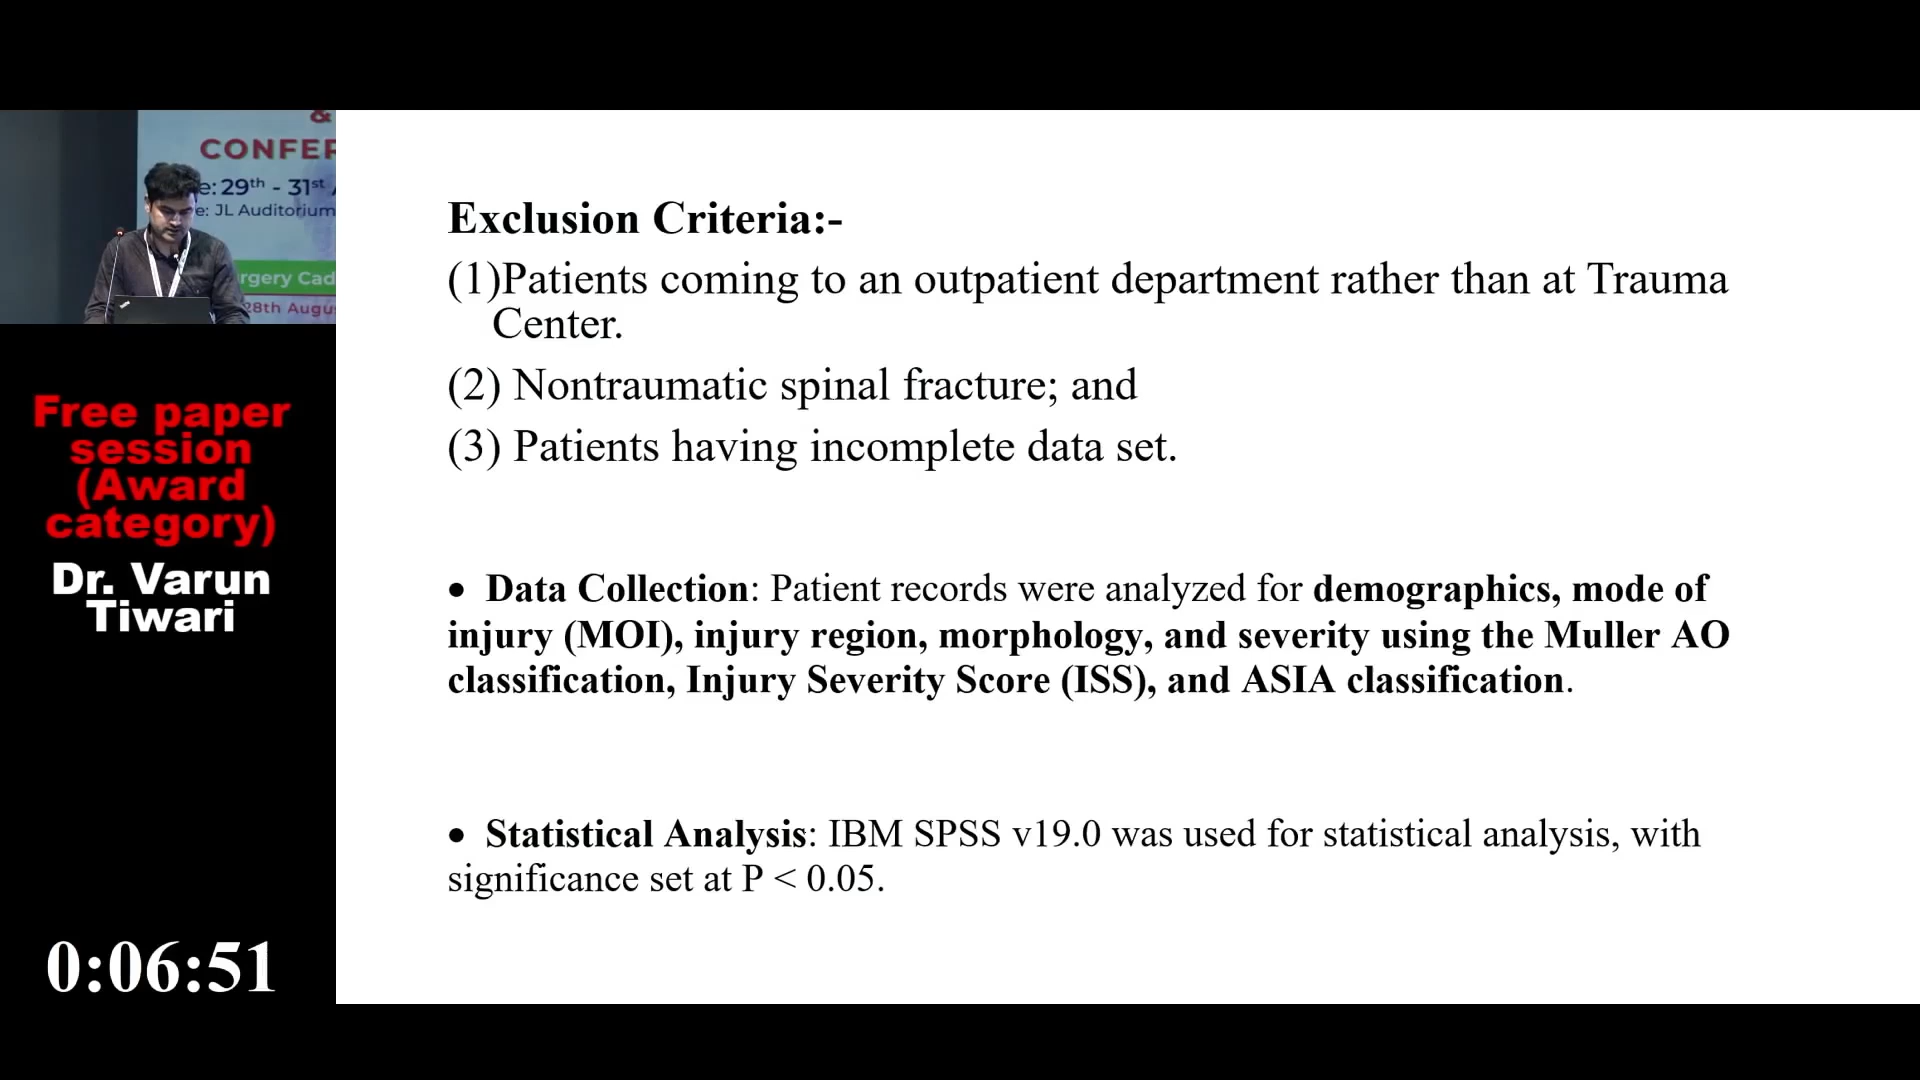 &
CONFER
e: 29th - 31st
e: JL Auditorium
rgery Cad
28th Augu
Free paper
session
(Award
category)
Dr. Varun
Tiwari
0:06:51
Exclusion Criteria:-
(1)Patients coming to an outpatient department rather than at Trauma
Center.
(2) Nontraumatic spinal fracture; and
(3) Patients having incomplete data set.
• Data Collection: Patient records were analyzed for demographics, mode of
injury (MOI), injury region, morphology, and severity using the Muller AO
classification, Injury Severity Score (ISS), and ASIA classification.
• Statistical Analysis: IBM SPSS v19.0 was used for statistical analysis, with
significance set at P < 0.05.